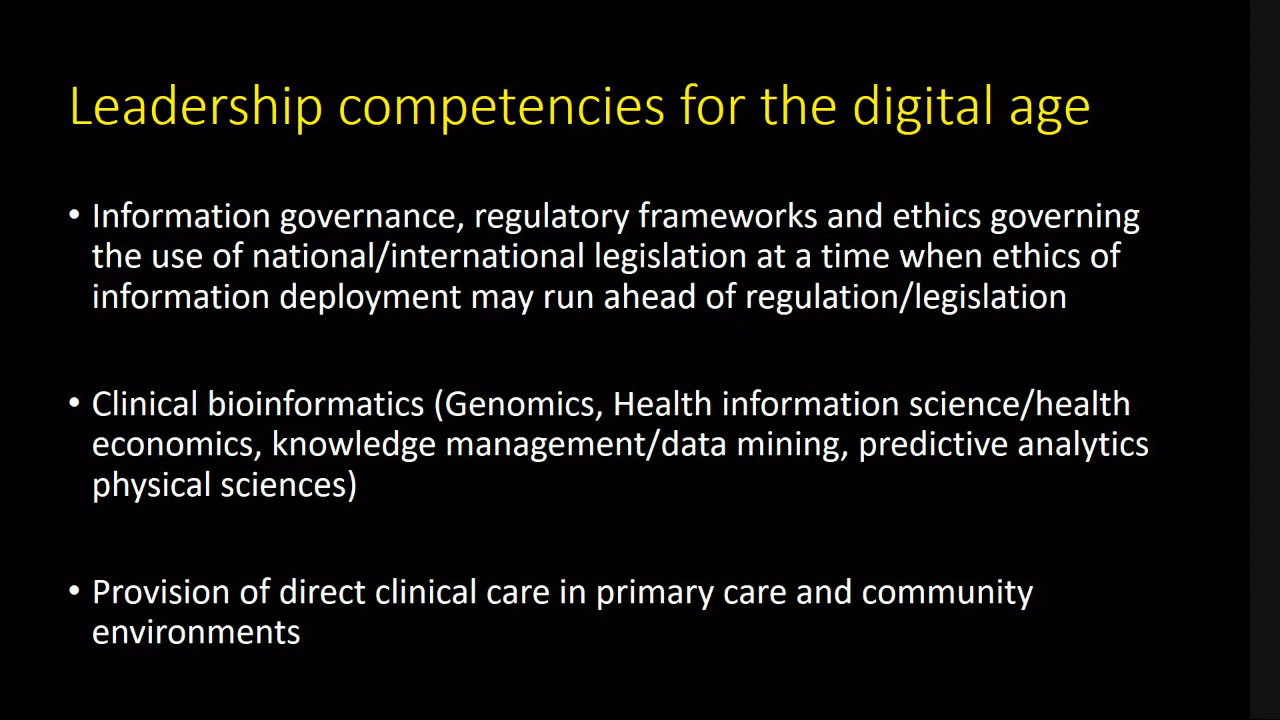 Leadership competencies for the digital age
• Information governance, regulatory frameworks and ethics governing
the use of national/international legislation at a time when ethics of
information deployment may run ahead of regulation/legislation
• Clinical bioinformatics (Genomics, Health information science/health
economics, knowledge management/data mining, predictive analytics
physical sciences)
• Provision of direct clinical care in primary care and community
environments